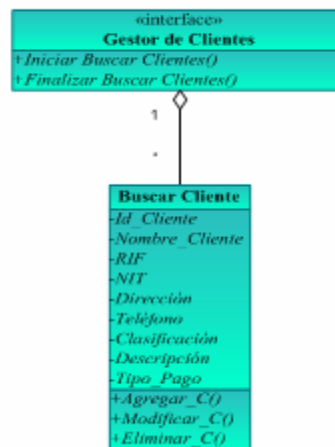 «interface»
Gestor de Clientes
+Iniciar Buscar Clientes()
+Finalizar Buscar Clientes()
1
*
Buscar Cliente
-Id_Cliente
-Nombre_Cliente
-RIF
-NIT
-Dirección
-Teléfono
-Clasificación
-Descripción
-Tipo_Pago
+Agregar_C()
+Modificar_C()
+Eliminar_C()